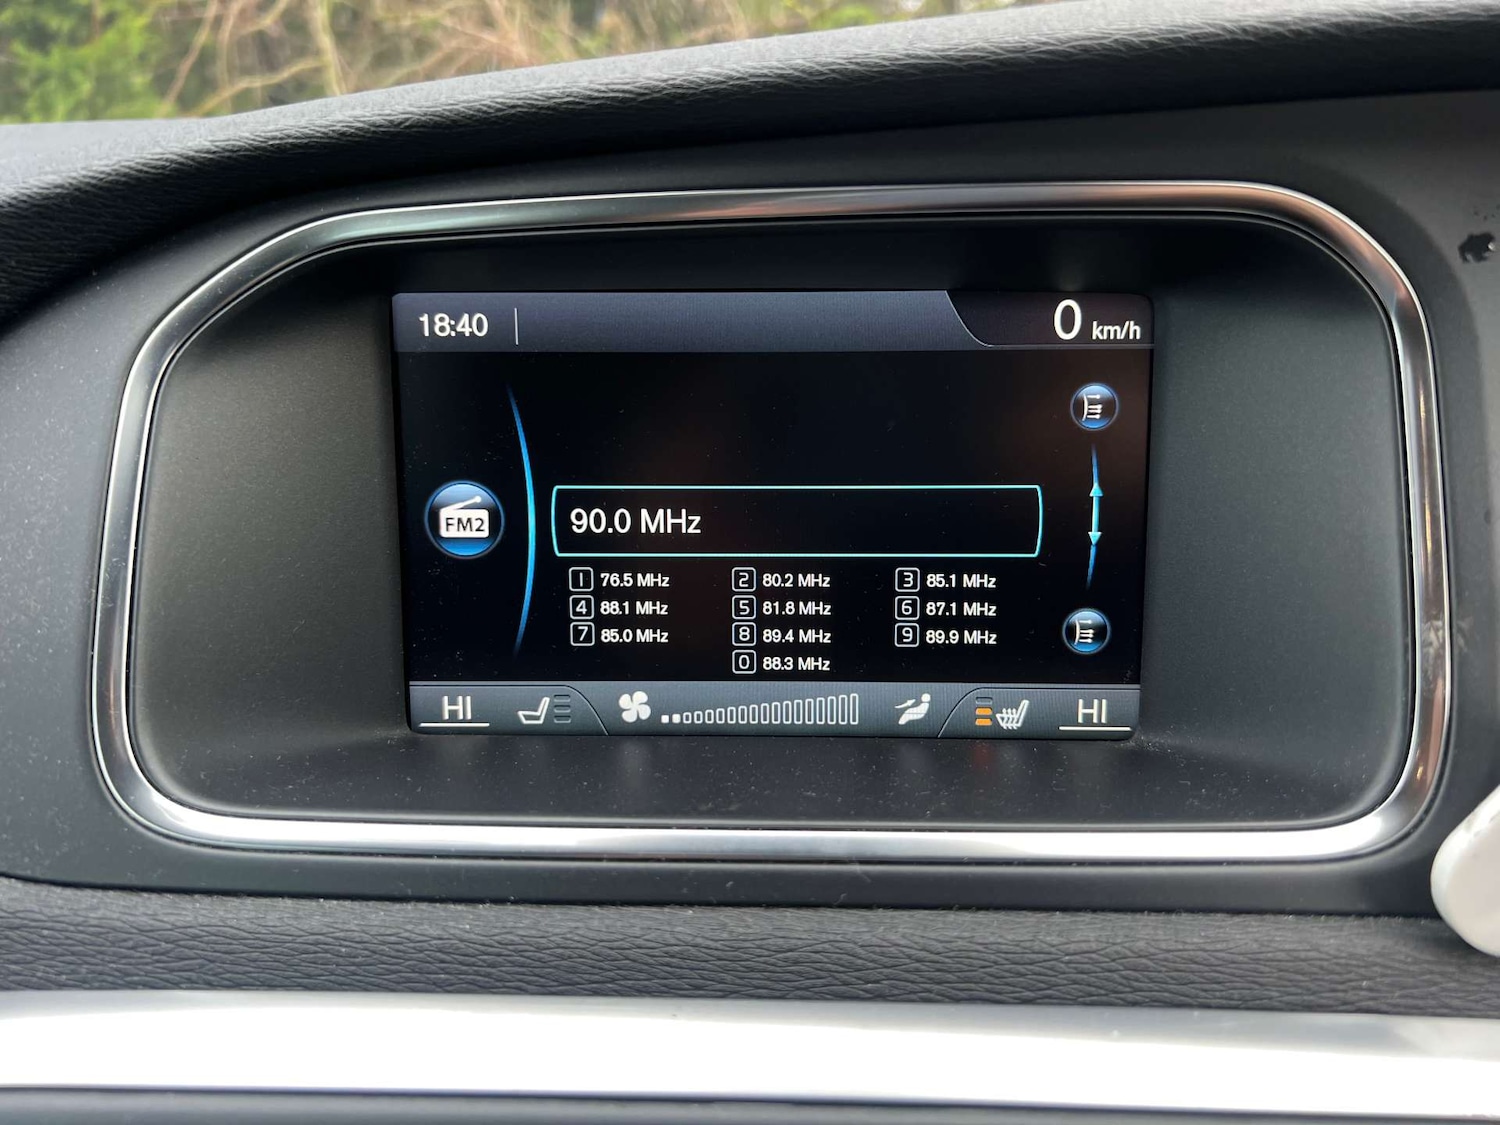 18:40 0 km/h
FM2 90.0 MHz
1 76.5 MHz 2 80.2 MHz 3 85.1 MHz
4 88.1 MHz 5 81.8 MHz 6 87.1 MHz
7 85.0 MHz 8 89.4 MHz 9 89.9 MHz
0 88.3 MHz
HI HI